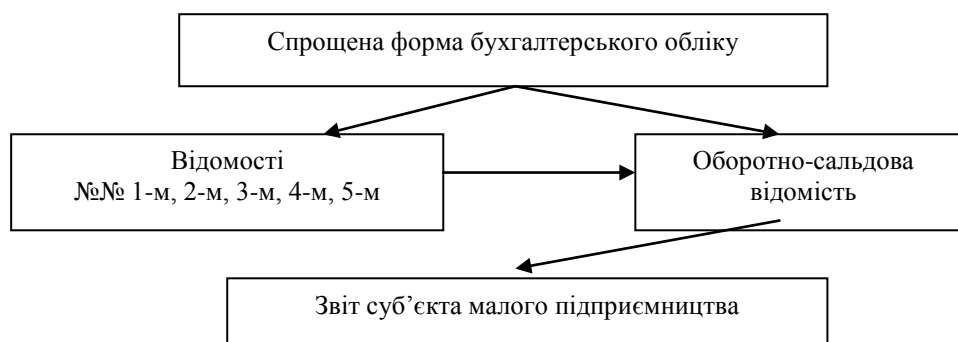 Спрощена форма бухгалтерського обліку
Відомості
№№ 1-м, 2-м, 3-м, 4-м, 5-м
Оборотно-сальдова
відомість
Звіт суб’єкта малого підприємництва